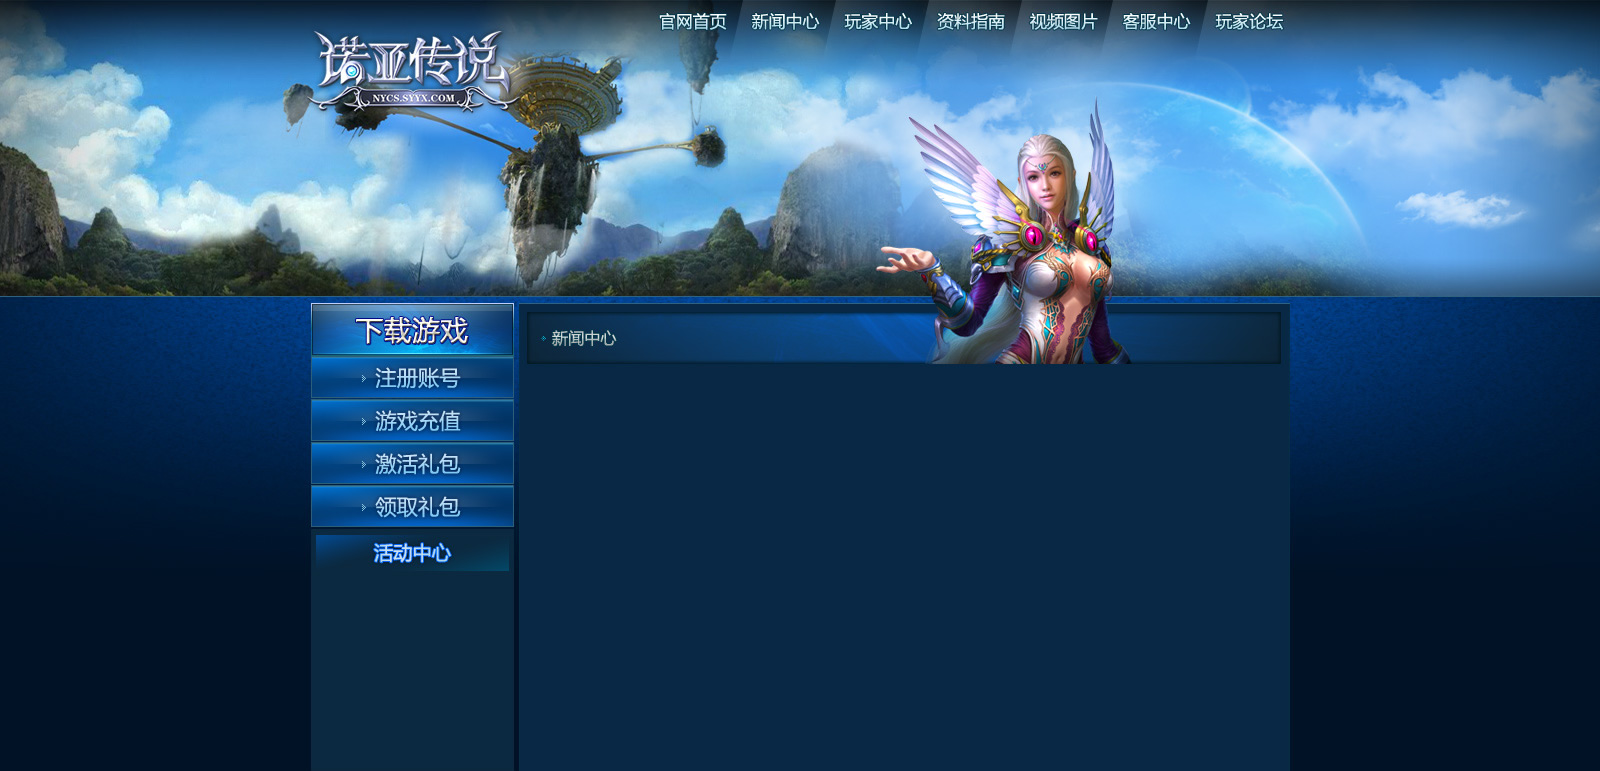 官网首页 新闻中心 玩家中心 资料指南 视频图片 客服中心 玩家论坛
诺亚传说
NYCS.SYYX.COM
下载游戏
注册账号
游戏充值
激活礼包
领取礼包
活动中心
新闻中心